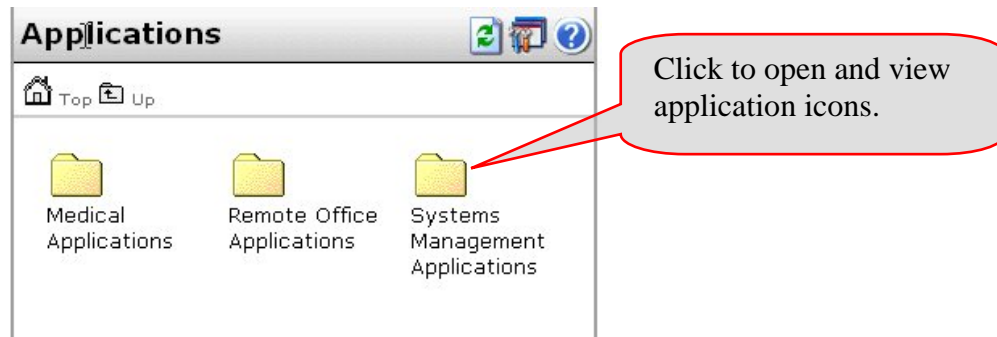 Applications
Click to open and view
application icons.
Top Up
Medical
Applications
Remote Office
Applications
Systems
Management
Applications